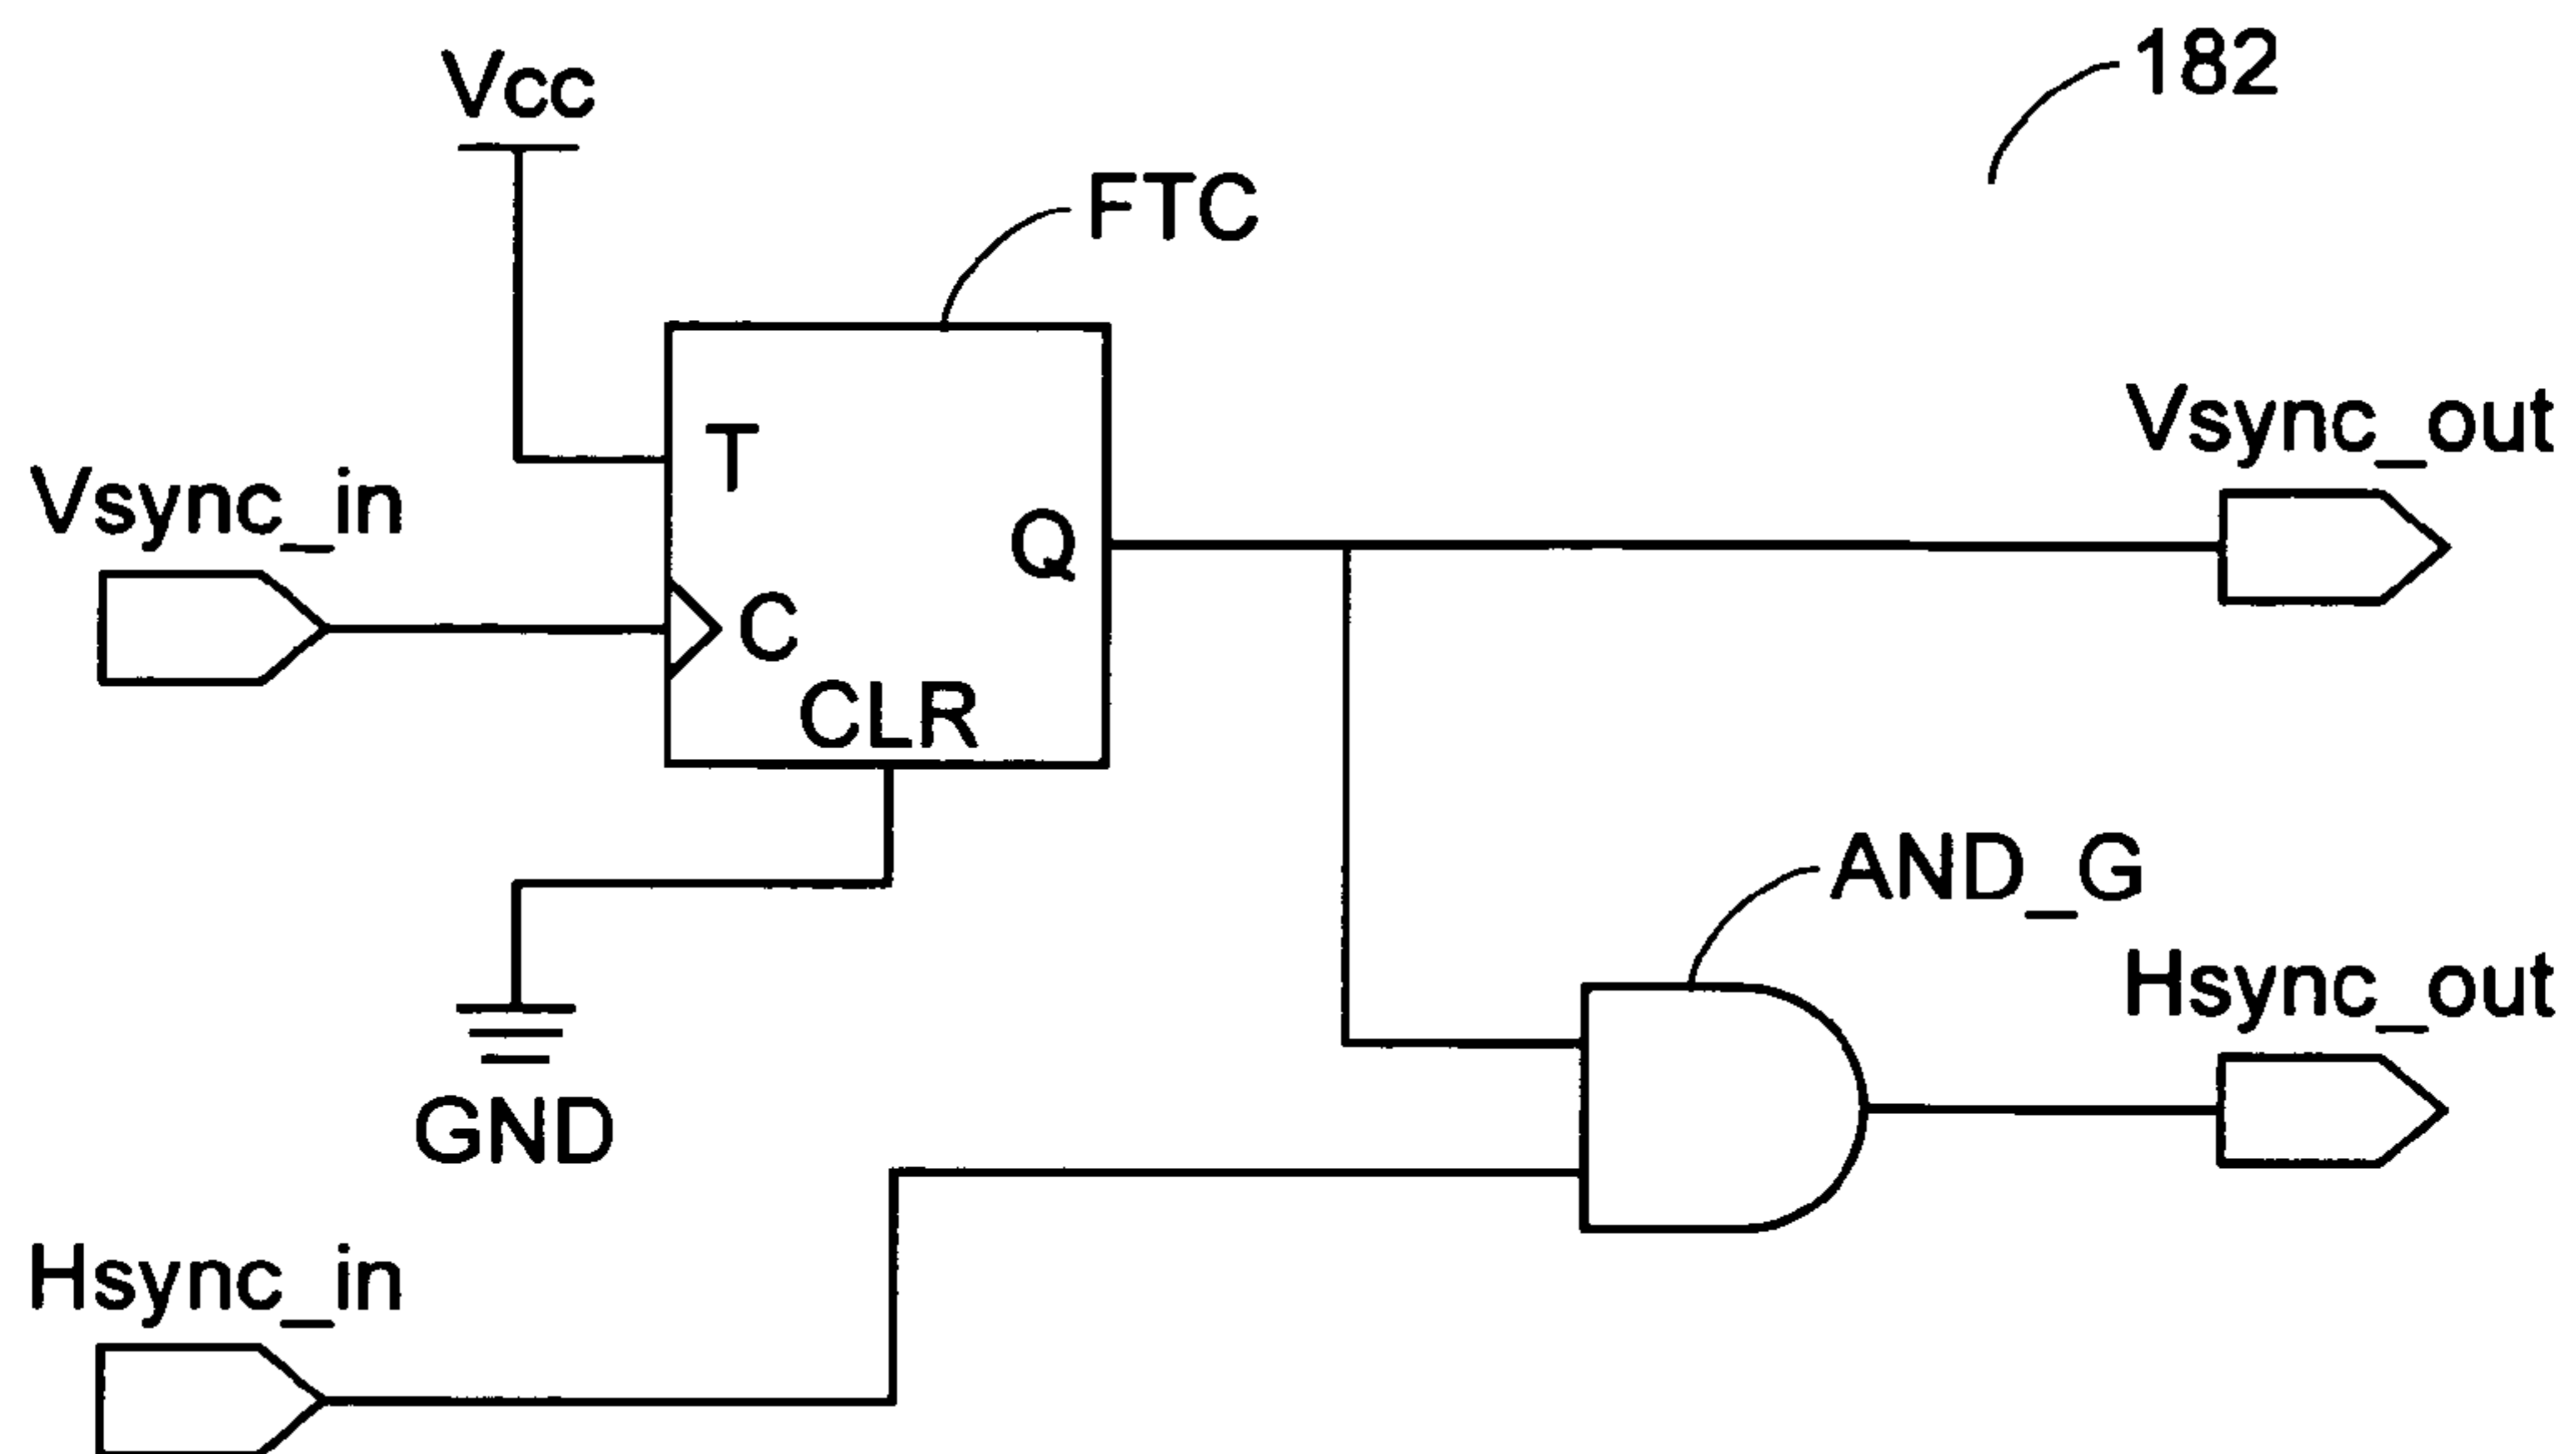 182
Vcc
FTC
T
Vsync_in
Vsync_out
Q
C
CLR
AND_G
Hsync_out
GND
Hsync_in